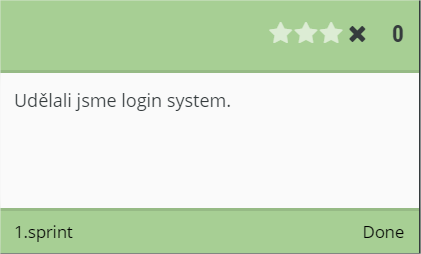 0
Udělali jsme login system.
1.sprint Done